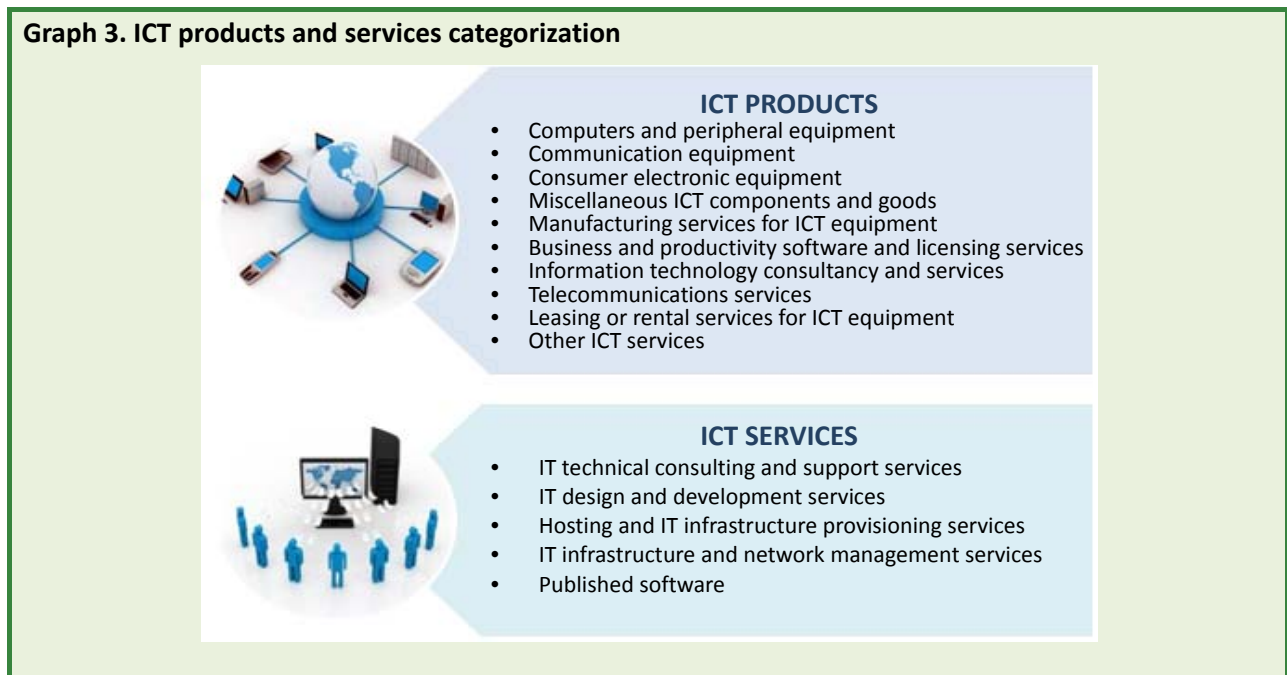 Graph 3. ICT products and services categorization
ICT PRODUCTS
• Computers and peripheral equipment
• Communication equipment
• Consumer electronic equipment
• Miscellaneous ICT components and goods
• Manufacturing services for ICT equipment
• Business and productivity software and licensing services
• Information technology consultancy and services
• Telecommunications services
• Leasing or rental services for ICT equipment
• Other ICT services
ICT SERVICES
• IT technical consulting and support services
• IT design and development services
• Hosting and IT infrastructure provisioning services
• IT infrastructure and network management services
• Published software